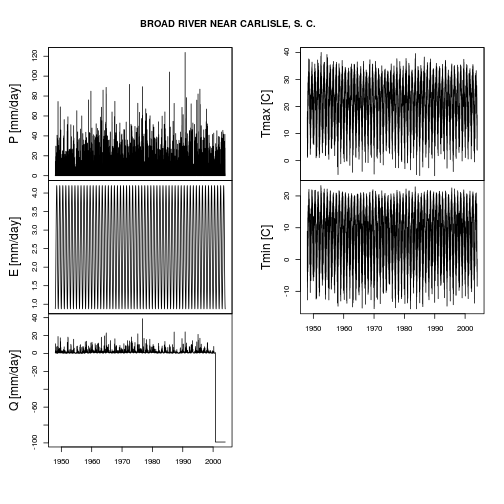 BROAD RIVER NEAR CARLISLE, S. C.
P [mm/day]
0 20 40 60 80 100 120
E [mm/day]
1.0 1.5 2.0 2.5 3.0 3.5 4.0
Q [mm/day]
-100 -60 -20 0 20 40
1950 1960 1970 1980 1990 2000
Tmax [C]
0 10 20 30 40
Tmin [C]
-10 0 10 20
1950 1960 1970 1980 1990 2000